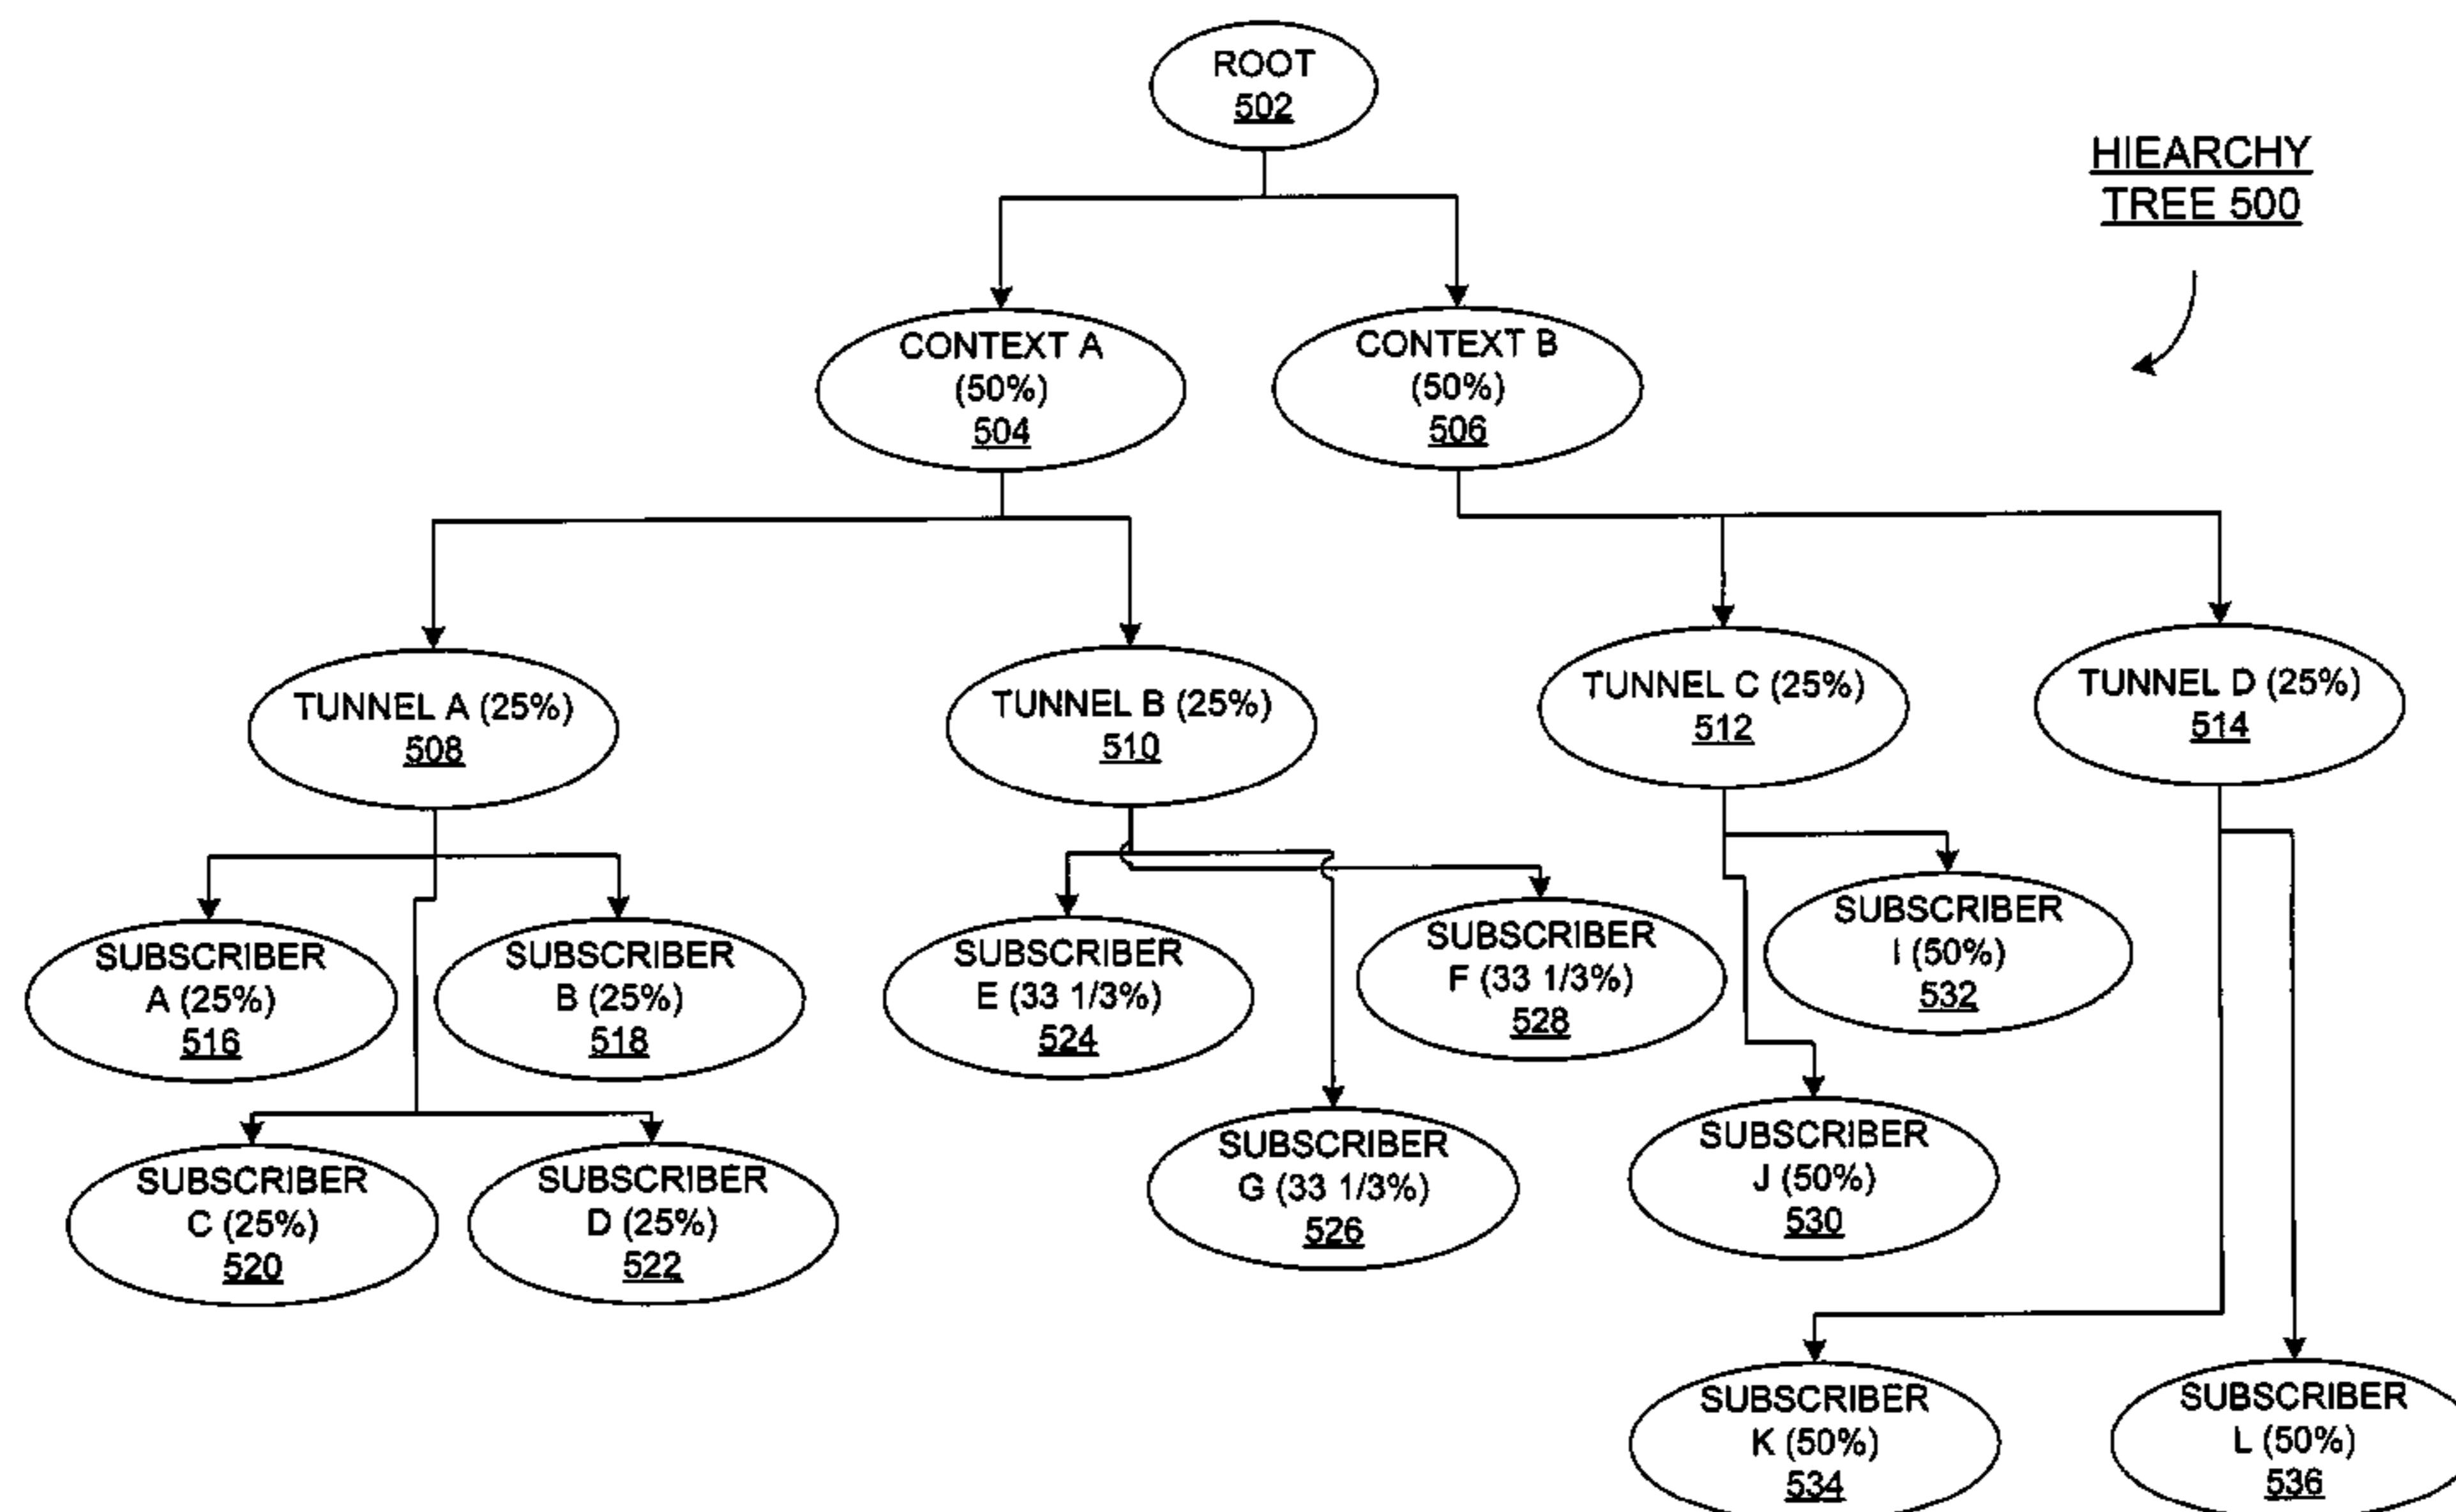 ROOT
502
HIEARCHY
TREE 500
CONTEXT A
(50%)
504
CONTEXT B
(50%)
506
TUNNEL A (25%)
508
TUNNEL B (25%)
510
TUNNEL C (25%)
512
TUNNEL D (25%)
514
SUBSCRIBER
A (25%)
516
SUBSCRIBER
B (25%)
518
SUBSCRIBER
E (33 1/3%)
524
SUBSCRIBER
F (33 1/3%)
528
SUBSCRIBER
I (50%)
532
SUBSCRIBER
C (25%)
520
SUBSCRIBER
D (25%)
522
SUBSCRIBER
G (33 1/3%)
526
SUBSCRIBER
J (50%)
530
SUBSCRIBER
K (50%)
534
SUBSCRIBER
L (50%)
536